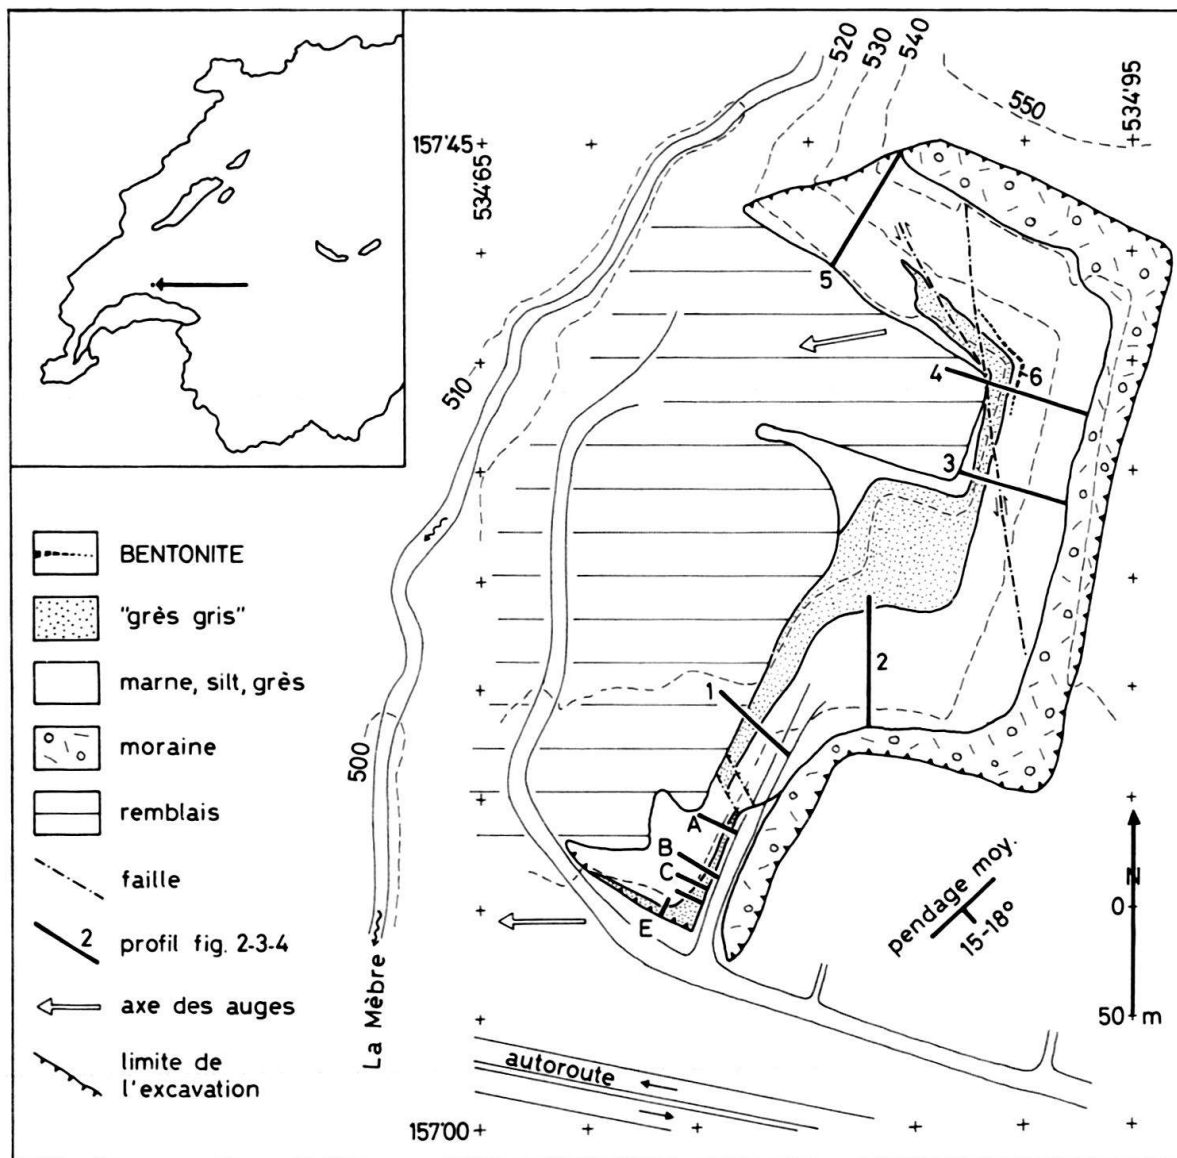 520
530
540
550
534'95
157'45
534'65
510
500
5
4
6
3
2
1
A
B
C
E
La Mèbre
autoroute
157'00
pendage moy.
15-18°
N
0
50 m
BENTONITE
"grès gris"
marne, silt, grès
moraine
remblais
faille
2 profil fig. 2-3-4
axe des auges
limite de
l'excavation